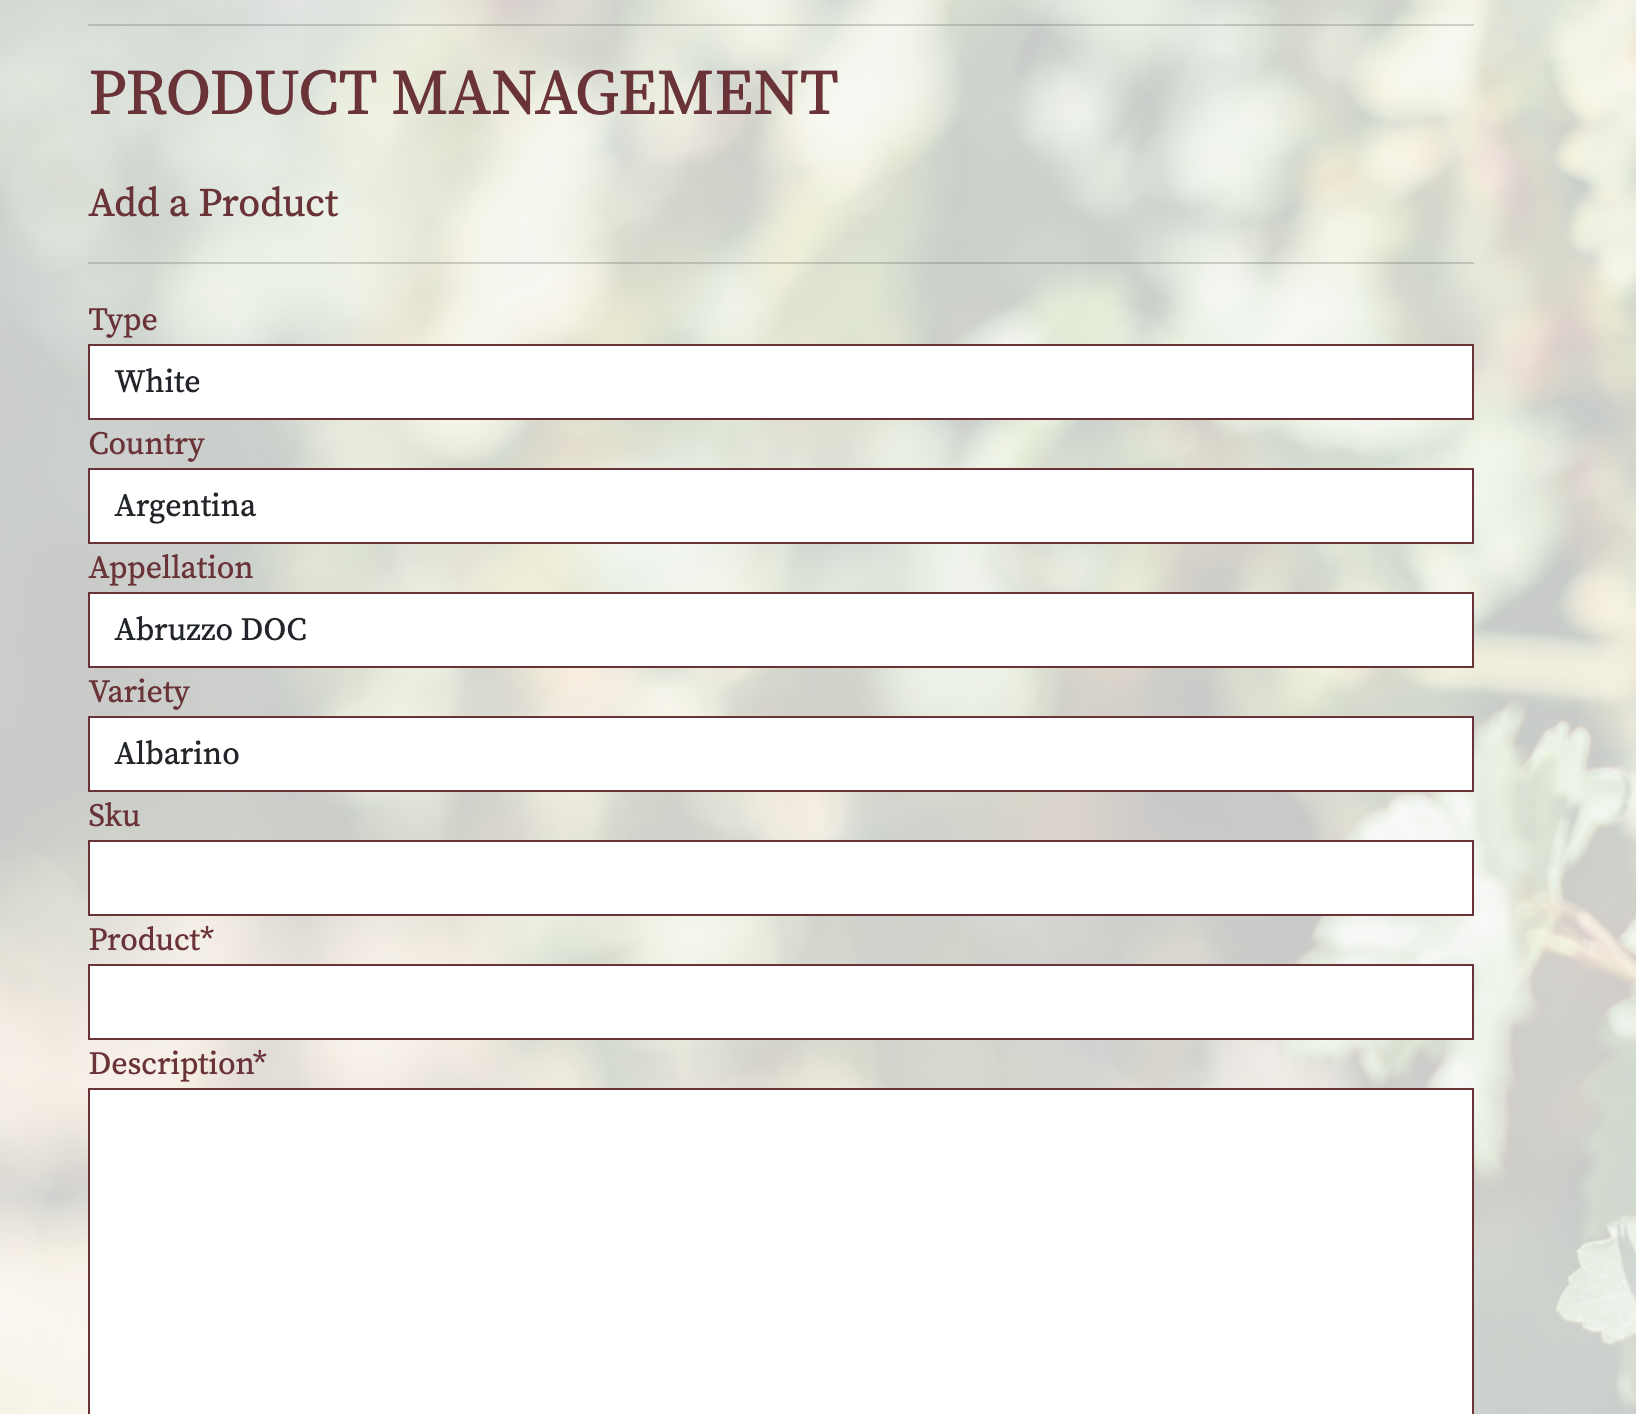 PRODUCT MANAGEMENT
Add a Product
Type
White
Country
Argentina
Appellation
Abruzzo DOC
Variety
Albarino
Sku
Product*
Description*